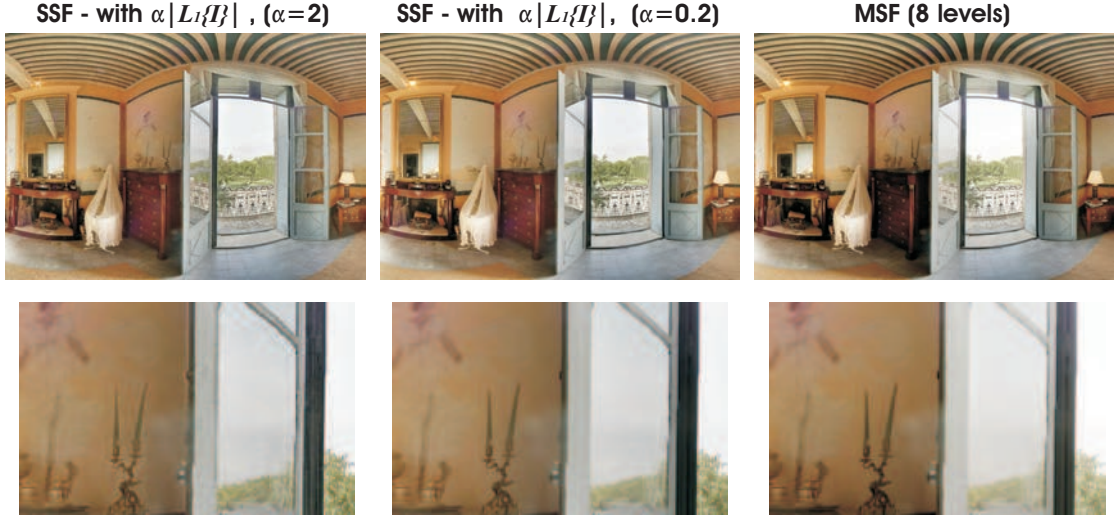 SSF - with α|L₁{I}| , (α=2)
SSF - with α|L₁{I}|, (α=0.2)
MSF (8 levels)